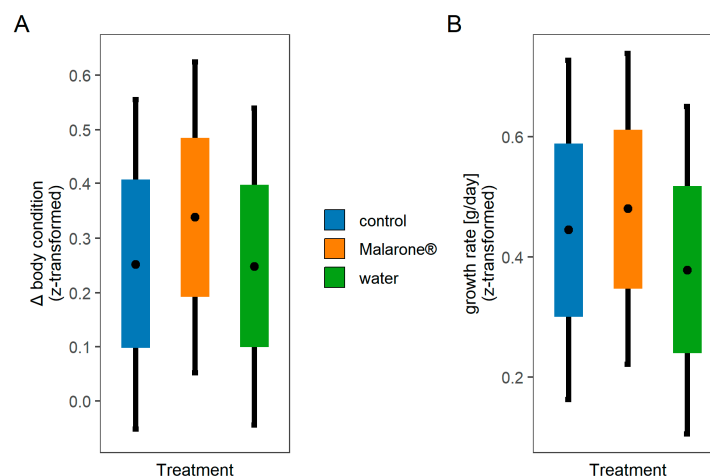 A
B
Δ body condition
(z-transformed)
0.6
0.5
0.4
0.3
0.2
0.1
0.0
Treatment
control
Malarone®
water
growth rate [g/day]
(z-transformed)
0.6
0.4
0.2
Treatment